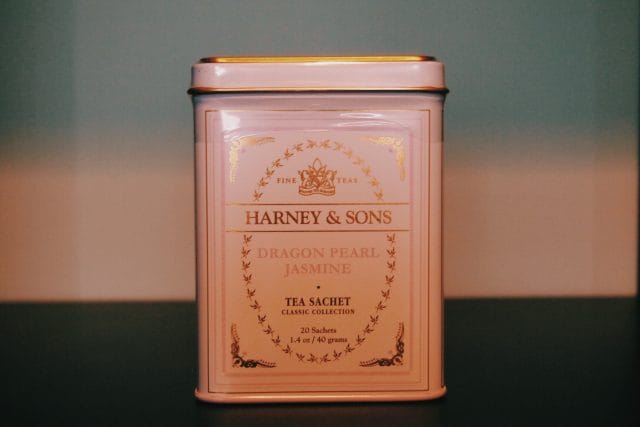 FINE TEAS
HARNEY & SONS
DRAGON PEARL
JASMINE
TEA SACHET
CLASSIC COLLECTION
20 Sachets
1.4 oz / 40 grams